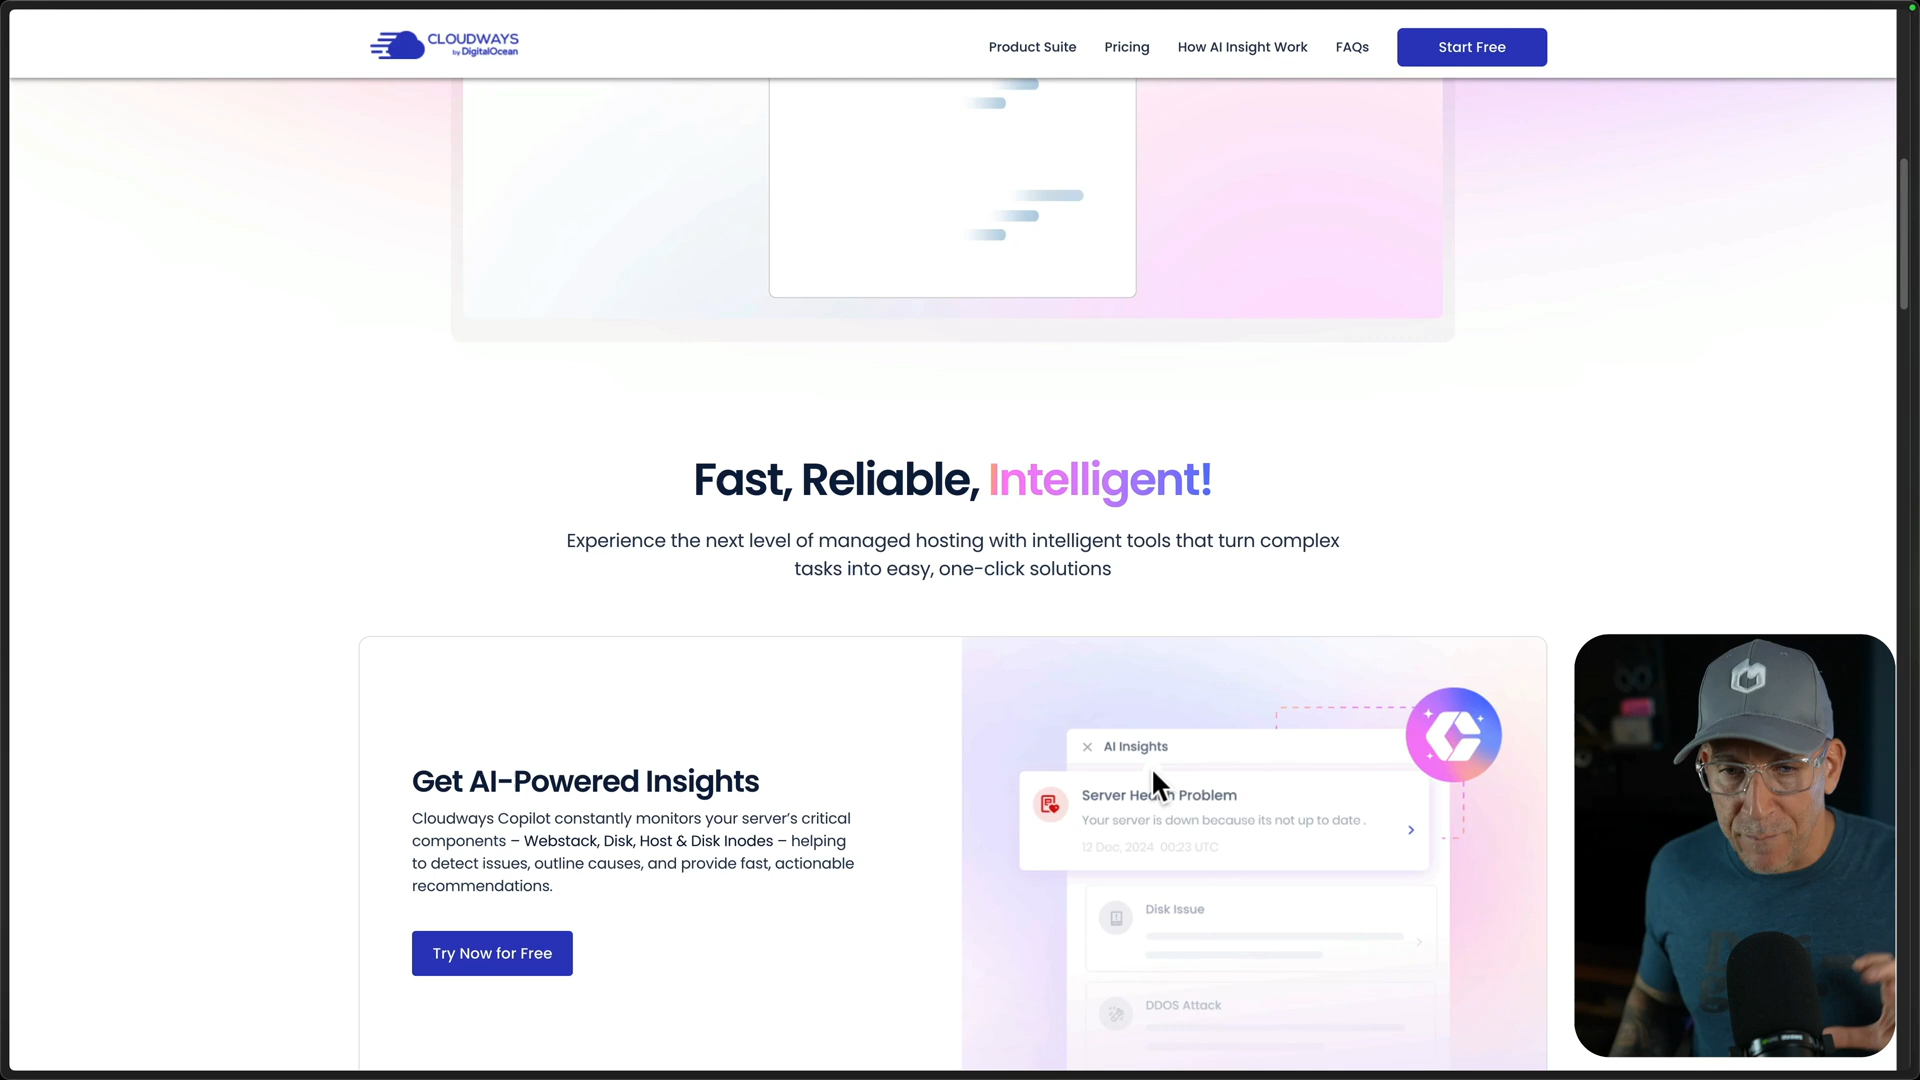 CLOUDWAYS
by DigitalOcean
Product Suite
Pricing
How AI Insight Work
FAQs
Start Free
Fast, Reliable, Intelligent!
Experience the next level of managed hosting with intelligent tools that turn complex
tasks into easy, one-click solutions
Get AI-Powered Insights
Cloudways Copilot constantly monitors your server's critical
components – Webstack, Disk, Host & Disk Inodes – helping
to detect issues, outline causes, and provide fast, actionable
recommendations.
Try Now for Free
AI Insights
Server Health Problem
Your server is down because its not up to date .
12 Dec, 2024 00:23 UTC
Disk Issue
DDOS Attack